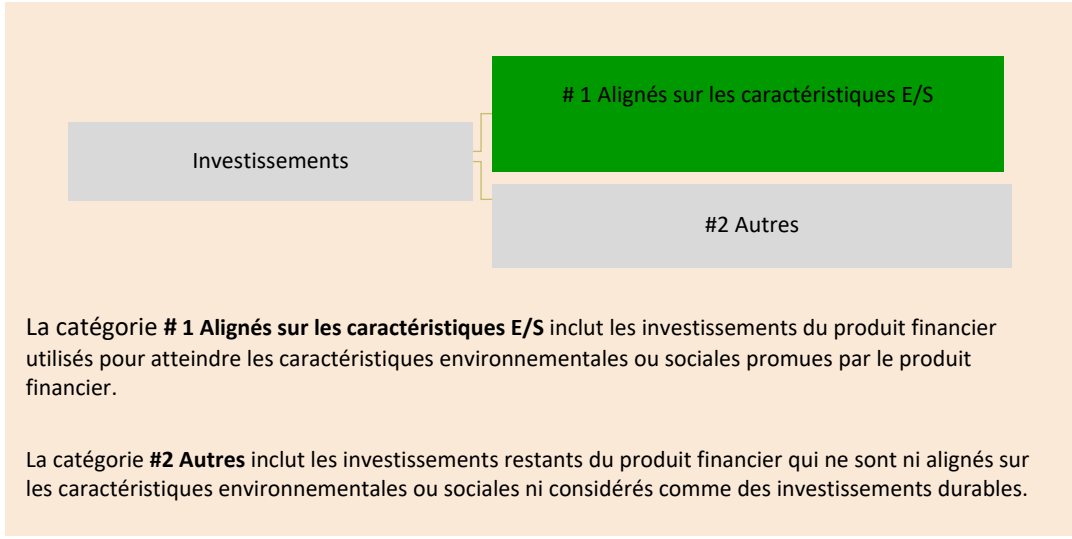 # 1 Alignés sur les caractéristiques E/S
Investissements
#2 Autres
La catégorie # 1 Alignés sur les caractéristiques E/S inclut les investissements du produit financier
utilisés pour atteindre les caractéristiques environnementales ou sociales promues par le produit
financier.
La catégorie #2 Autres inclut les investissements restants du produit financier qui ne sont ni alignés sur
les caractéristiques environnementales ou sociales ni considérés comme des investissements durables.